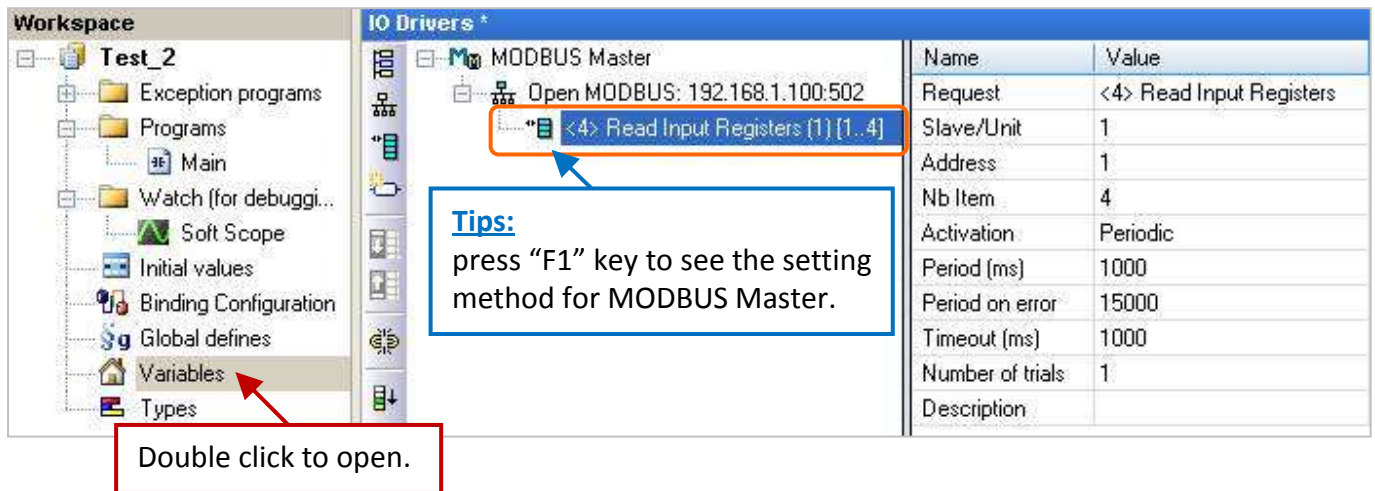 Workspace
Test_2
Exception programs
Programs
Main
Watch (for debuggi...
Soft Scope
Initial values
Binding Configuration
Global defines
Variables
Types
Double click to open.
IO Drivers *
MODBUS Master
Open MODBUS: 192.168.1.100:502
<4> Read Input Registers (1) [1..4]
Tips:
press “F1” key to see the setting
method for MODBUS Master.
Name Value
Request <4> Read Input Registers
Slave/Unit 1
Address 1
Nb Item 4
Activation Periodic
Period (ms) 1000
Period on error 15000
Timeout (ms) 1000
Number of trials 1
Description